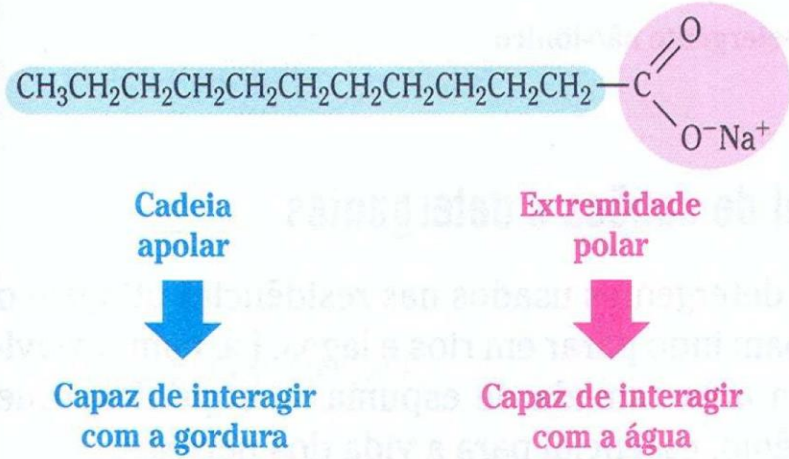 CH₃CH₂CH₂CH₂CH₂CH₂CH₂CH₂CH₂CH₂CH₂—C
O
O⁻Na⁺
Cadeia
apolar
Extremidade
polar
Capaz de interagir
com a gordura
Capaz de interagir
com a água